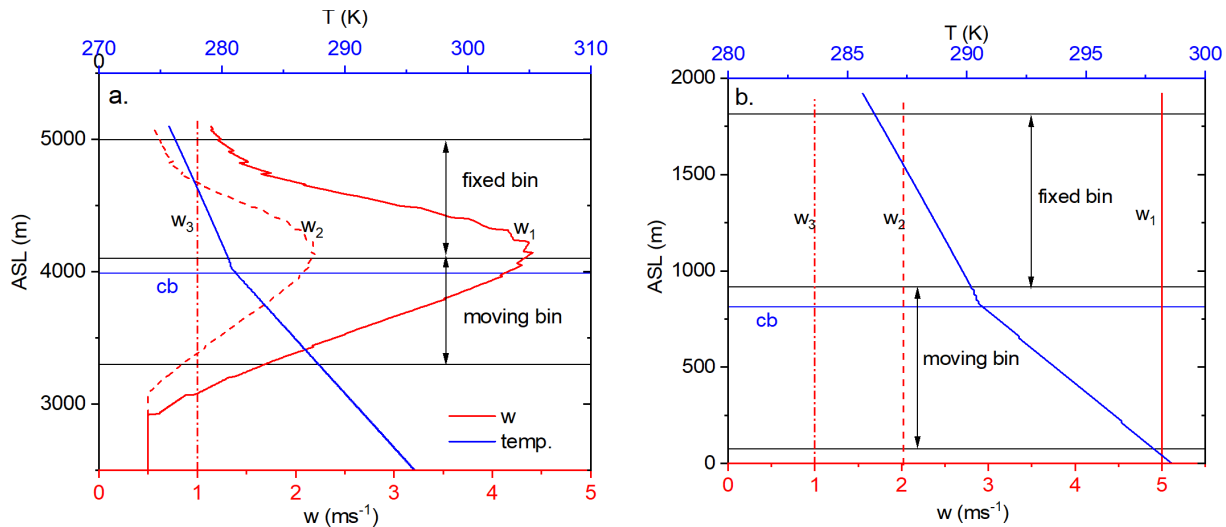 T (K)
270 280 290 300 310
0
a.
5000
4000
3000
ASL (m)
fixed bin
w3
w2
w1
cb
moving bin
w
temp.
0 1 2 3 4 5
w (ms-1)
T (K)
280 285 290 295 300
2000
1500
1000
500
0
ASL (m)
b.
fixed bin
w3
w2
w1
cb
moving bin
0 1 2 3 4 5
w (ms-1)